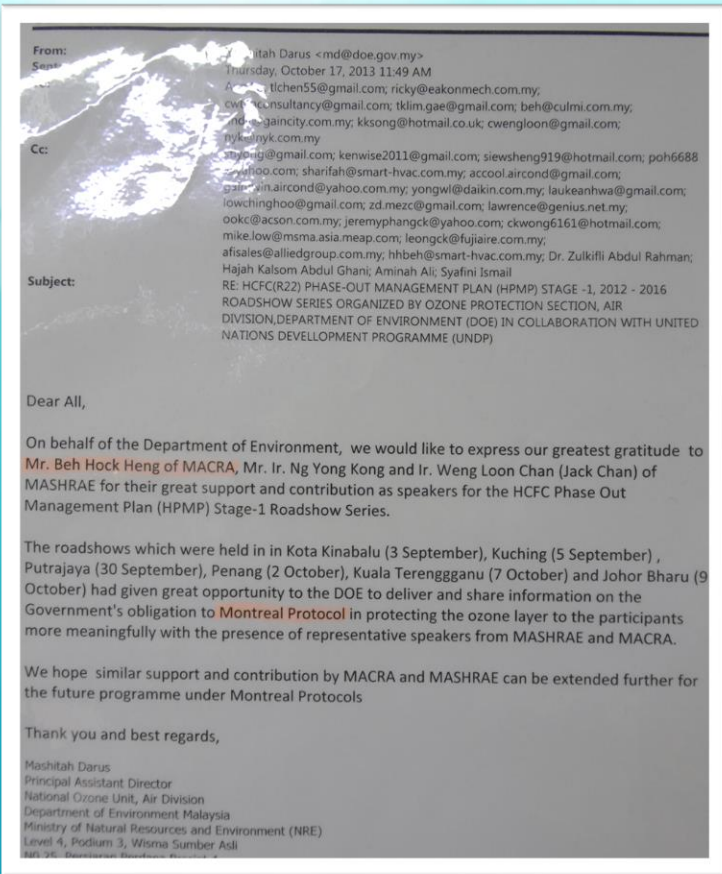 From:
itah Darus <md@doe.gov.my>
Thursday, October 17, 2013 11:49 AM
tlchen55@gmail.com; ricky@eakonmech.com.my;
consultancy@gmail.com; tklim.gae@gmail.com; beh@culmi.com.my;
gaincity.com.my; kksong@hotmail.co.uk; cwengloon@gmail.com;
nyk.com.my
Cc:
@gmail.com; kenwise2011@gmail.com; siewsheng919@hotmail.com; poh6688
yahoo.com; sharifah@smart-hvac.com.my; accool.aircond@gmail.com;
in.aircond@yahoo.com.my; yongwl@daikin.com.my; laukeanhwa@gmail.com;
lowchinghoo@gmail.com; zd.mezc@gmail.com; lawrence@genius.net.my;
ookc@acson.com.my; jeremyphangck@yahoo.com; ckwong6161@hotmail.com;
mike.low@msma.asia.meap.com; leongck@fujiaire.com.my;
afisales@alliedgroup.com.my; hhbeh@smart-hvac.com.my; Dr. Zulkifli Abdul Rahman;
Hajah Kalsom Abdul Ghani; Aminah Ali; Syafini Ismail
Subject:
RE: HCFC(R22) PHASE-OUT MANAGEMENT PLAN (HPMP) STAGE -1, 2012 - 2016
ROADSHOW SERIES ORGANIZED BY OZONE PROTECTION SECTION, AIR
DIVISION,DEPARTMENT OF ENVIRONMENT (DOE) IN COLLABORATION WITH UNITED
NATIONS DEVELLOPMENT PROGRAMME (UNDP)
Dear All,
On behalf of the Department of Environment, we would like to express our greatest gratitude to
Mr. Beh Hock Heng of MACRA, Mr. Ir. Ng Yong Kong and Ir. Weng Loon Chan (Jack Chan) of
MASHRAE for their great support and contribution as speakers for the HCFC Phase Out
Management Plan (HPMP) Stage-1 Roadshow Series.
The roadshows which were held in in Kota Kinabalu (3 September), Kuching (5 September) ,
Putrajaya (30 September), Penang (2 October), Kuala Terengganu (7 October) and Johor Bharu (9
October) had given great opportunity to the DOE to deliver and share information on the
Government's obligation to Montreal Protocol in protecting the ozone layer to the participants
more meaningfully with the presence of representative speakers from MASHRAE and MACRA.
We hope similar support and contribution by MACRA and MASHRAE can be extended further for
the future programme under Montreal Protocols
Thank you and best regards,
Mashitah Darus
Principal Assistant Director
National Ozone Unit, Air Division
Department of Environment Malaysia
Ministry of Natural Resources and Environment (NRE)
Level 4, Podium 3, Wisma Sumber Asli